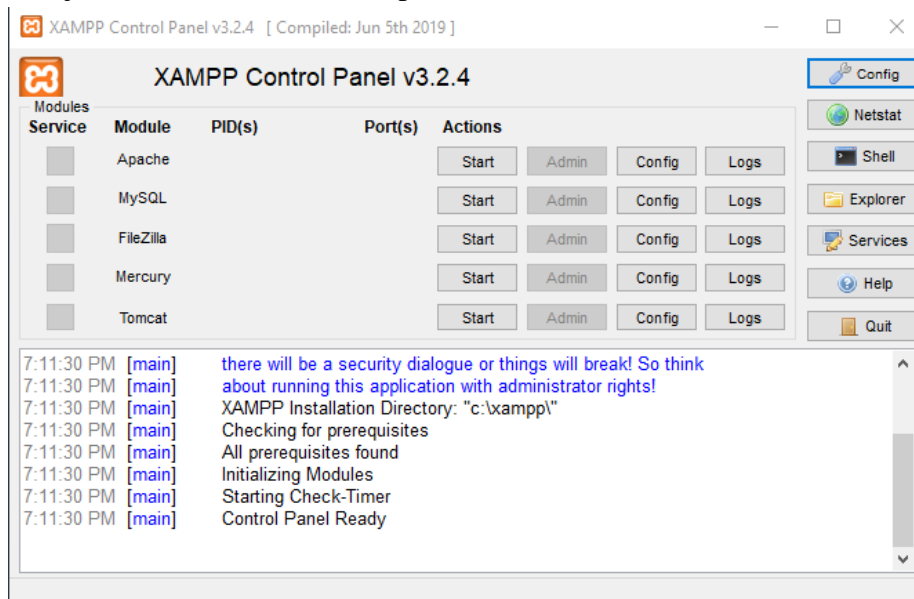 XAMPP Control Panel v3.2.4 [ Compiled: Jun 5th 2019 ]
XAMPP Control Panel v3.2.4
Config
Modules
Service Module PID(s) Port(s) Actions
Netstat
Apache Start Admin Config Logs
Shell
MySQL Start Admin Config Logs
Explorer
FileZilla Start Admin Config Logs
Services
Mercury Start Admin Config Logs
Help
Tomcat Start Admin Config Logs
Quit
7:11:30 PM [main] there will be a security dialogue or things will break! So think
7:11:30 PM [main] about running this application with administrator rights!
7:11:30 PM [main] XAMPP Installation Directory: "c:\xampp\"
7:11:30 PM [main] Checking for prerequisites
7:11:30 PM [main] All prerequisites found
7:11:30 PM [main] Initializing Modules
7:11:30 PM [main] Starting Check-Timer
7:11:30 PM [main] Control Panel Ready